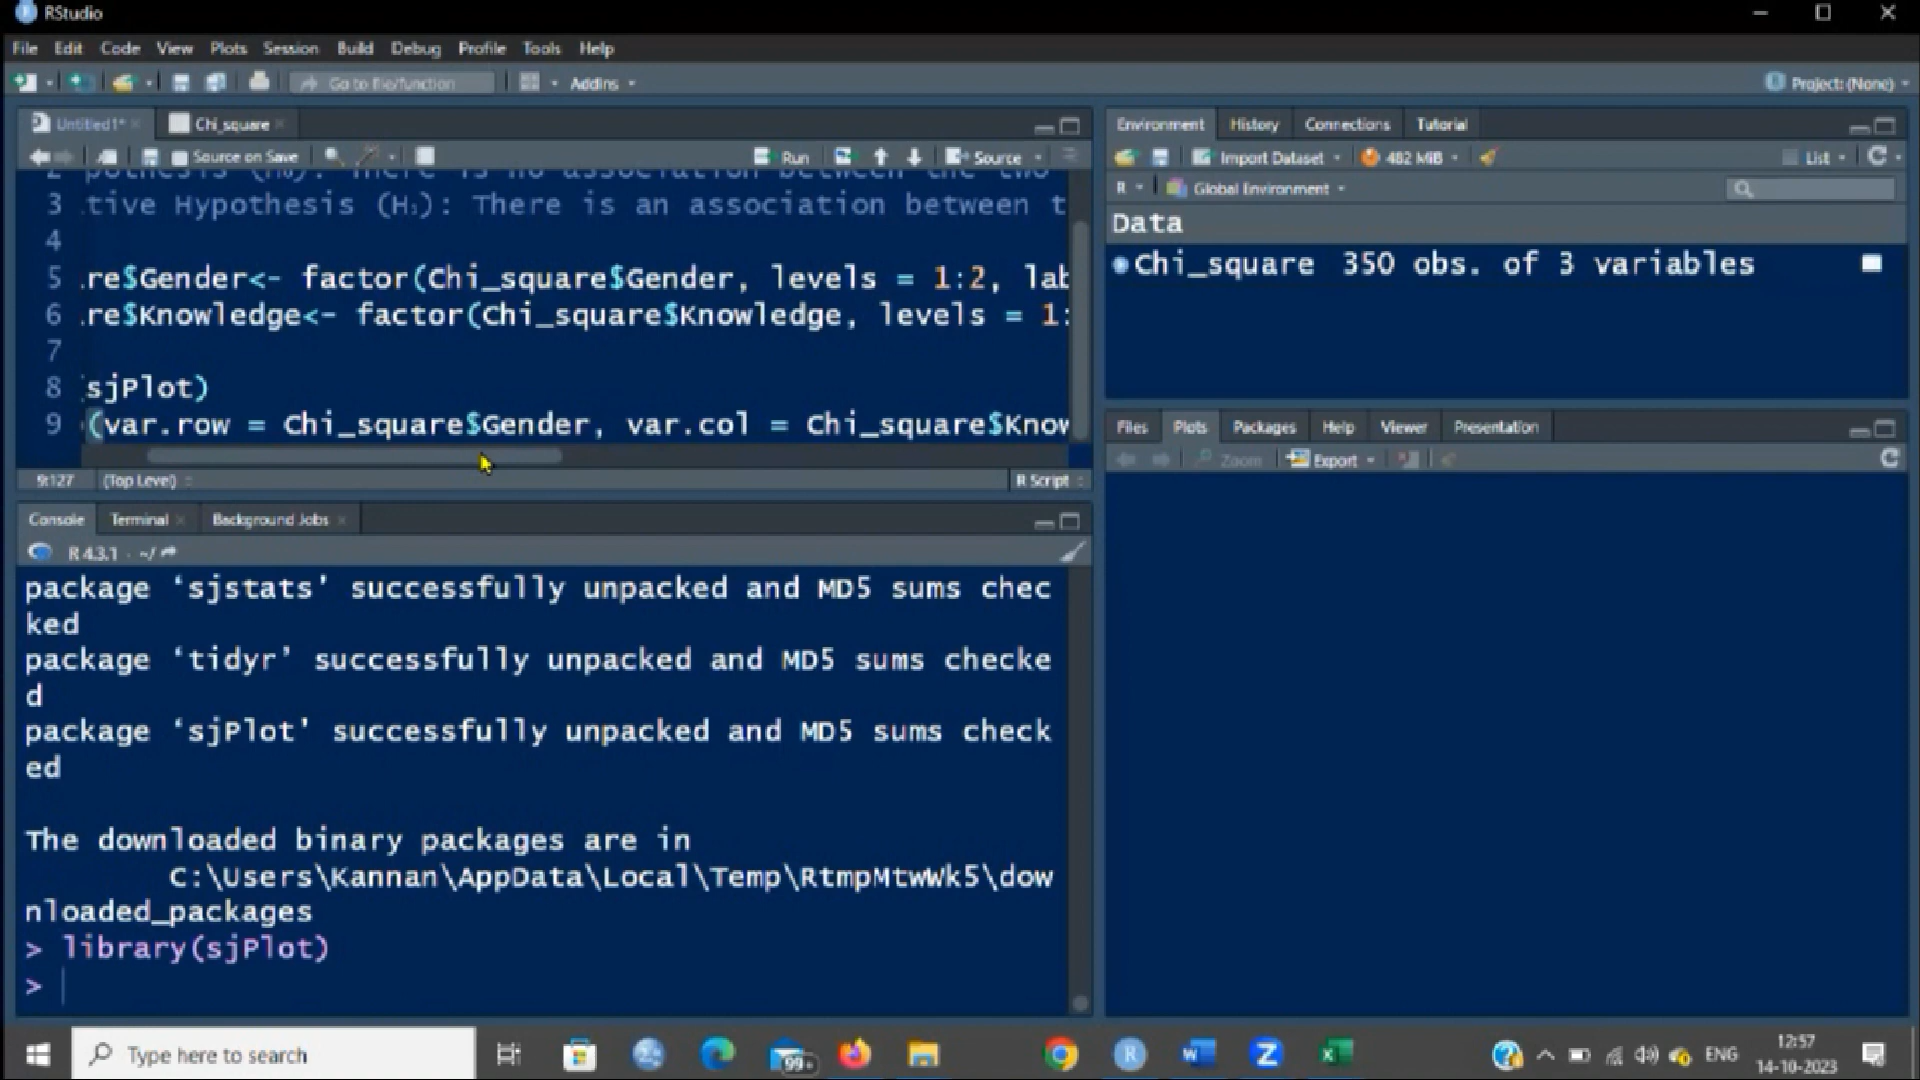 RStudio
File Edit Code View Plots Session Build Debug Profile Tools Help
Go to file/function Addins Project: (None)
Untitled1* Chi_square
Source on Save Run Source
3 tive Hypothesis (H₁): There is an association between t
4
5 re$Gender<- factor(Chi_square$Gender, levels = 1:2, lab
6 re$Knowledge<- factor(Chi_square$Knowledge, levels = 1:
7
8 (sjPlot)
9 (var.row = Chi_square$Gender, var.col = Chi_square$Know
9:127 (Top Level) R Script
Console Terminal Background Jobs
R 4.3.1 · ~/
package ‘sjstats’ successfully unpacked and MD5 sums chec
ked
package ‘tidyr’ successfully unpacked and MD5 sums checke
d
package ‘sjPlot’ successfully unpacked and MD5 sums check
ed
The downloaded binary packages are in
C:\Users\Kannan\AppData\Local\Temp\RtmpMtwWk5\dow
nloaded_packages
> library(sjPlot)
>
Environment History Connections Tutorial
Import Dataset 482 MiB List
R Global Environment
Data
Chi_square 350 obs. of 3 variables
Files Plots Packages Help Viewer Presentation
Zoom Export
Type here to search
99+
ENG
12:57
14-10-2023